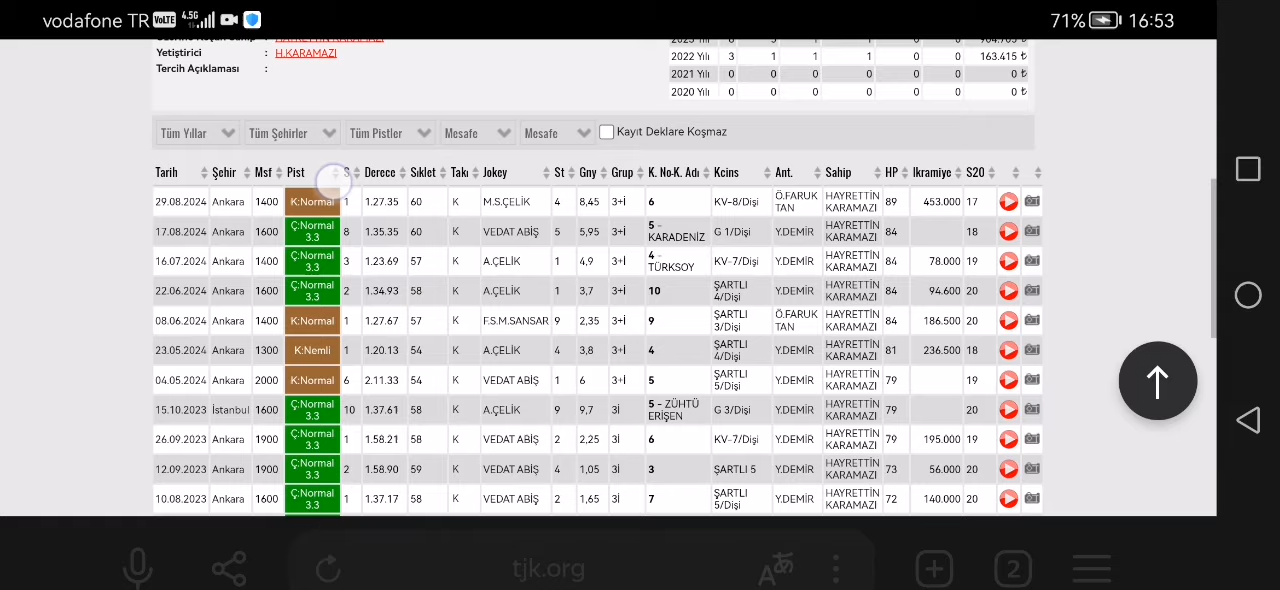 vodafone TR VoLTE 4.5G 71% 16:53
Yetiştirici : H.KARAMAZI
Tercih Açıklaması :
2022 Yılı 3 1 1 1 0 0 163.415 ₺
2021 Yılı 0 0 0 0 0 0 0 ₺
2020 Yılı 0 0 0 0 0 0 0 ₺
Tüm Yıllar Tüm Şehirler Tüm Pistler Mesafe Mesafe Kayıt Deklare Koşmaz
Tarih Şehir Msf Pist S Derece Sıklet Takı Jokey St Gny Grup K. No-K. Adı Kcins Ant. Sahip HP Ikramiye S20
29.08.2024 Ankara 1400 K:Normal 1 1.27.35 60 K M.S.ÇELİK 4 8,45 3+İ 6 KV-8/Dişi Ö.FARUK TAN HAYRETTİN KARAMAZI 89 453.000 17
17.08.2024 Ankara 1600 Ç:Normal 3.3 8 1.35.35 60 K VEDAT ABİŞ 5 5,95 3+İ 5 - KARADENİZ G 1/Dişi Y.DEMİR HAYRETTİN KARAMAZI 84 18
16.07.2024 Ankara 1400 Ç:Normal 3.3 3 1.23.69 57 K A.ÇELİK 1 4,9 3+İ 4 - TÜRKSOY KV-7/Dişi Y.DEMİR HAYRETTİN KARAMAZI 84 78.000 19
22.06.2024 Ankara 1600 Ç:Normal 3.3 2 1.34.93 58 K A.ÇELİK 1 3,7 3+İ 10 ŞARTLI 4/Dişi Y.DEMİR HAYRETTİN KARAMAZI 84 94.600 20
08.06.2024 Ankara 1400 K:Normal 1 1.27.67 57 K F.S.M.SANSAR 9 2,35 3+İ 9 ŞARTLI 3/Dişi Ö.FARUK TAN HAYRETTİN KARAMAZI 84 186.500 20
23.05.2024 Ankara 1300 K:Nemli 1 1.20.13 54 K A.ÇELİK 4 3,8 3+İ 4 ŞARTLI 4/Dişi Y.DEMİR HAYRETTİN KARAMAZI 81 236.500 18
04.05.2024 Ankara 2000 K:Normal 6 2.11.33 54 K VEDAT ABİŞ 1 6 3+İ 5 ŞARTLI 5/Dişi Y.DEMİR HAYRETTİN KARAMAZI 79 19
15.10.2023 İstanbul 1600 Ç:Normal 3.3 10 1.37.61 58 K A.ÇELİK 9 9,7 3İ 5 - ZÜHTÜ ERİŞEN G 3/Dişi Y.DEMİR HAYRETTİN KARAMAZI 79 20
26.09.2023 Ankara 1900 Ç:Normal 3.3 1 1.58.21 58 K VEDAT ABİŞ 2 2,25 3İ 6 KV-7/Dişi Y.DEMİR HAYRETTİN KARAMAZI 79 195.000 19
12.09.2023 Ankara 1900 Ç:Normal 3.3 2 1.58.90 59 K VEDAT ABİŞ 4 1,05 3İ 3 ŞARTLI 5 Y.DEMİR HAYRETTİN KARAMAZI 73 56.000 20
10.08.2023 Ankara 1600 Ç:Normal 3.3 1 1.37.17 58 K VEDAT ABİŞ 2 1,65 3İ 7 ŞARTLI 5/Dişi Y.DEMİR HAYRETTİN KARAMAZI 72 140.000 20
tjk.org
2